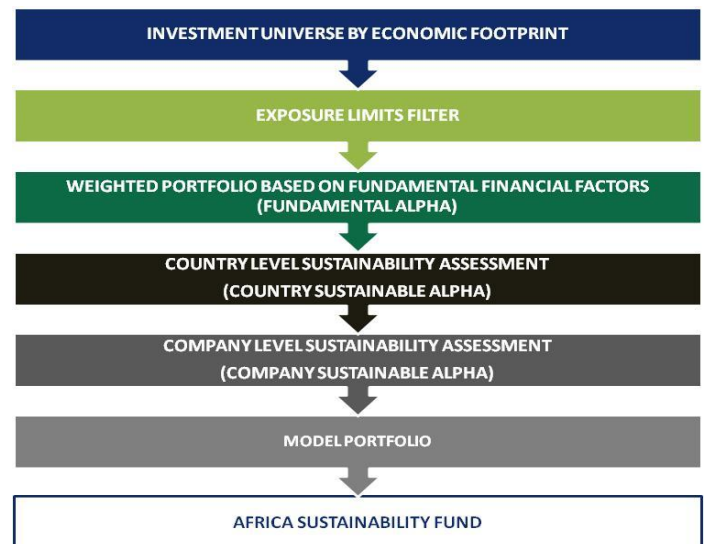 INVESTMENT UNIVERSE BY ECONOMIC FOOTPRINT
EXPOSURE LIMITS FILTER
WEIGHTED PORTFOLIO BASED ON FUNDAMENTAL FINANCIAL FACTORS
(FUNDAMENTAL ALPHA)
COUNTRY LEVEL SUSTAINABILITY ASSESSMENT
(COUNTRY SUSTAINABLE ALPHA)
COMPANY LEVEL SUSTAINABILITY ASSESSMENT
(COMPANY SUSTAINABLE ALPHA)
MODEL PORTFOLIO
AFRICA SUSTAINABILITY FUND